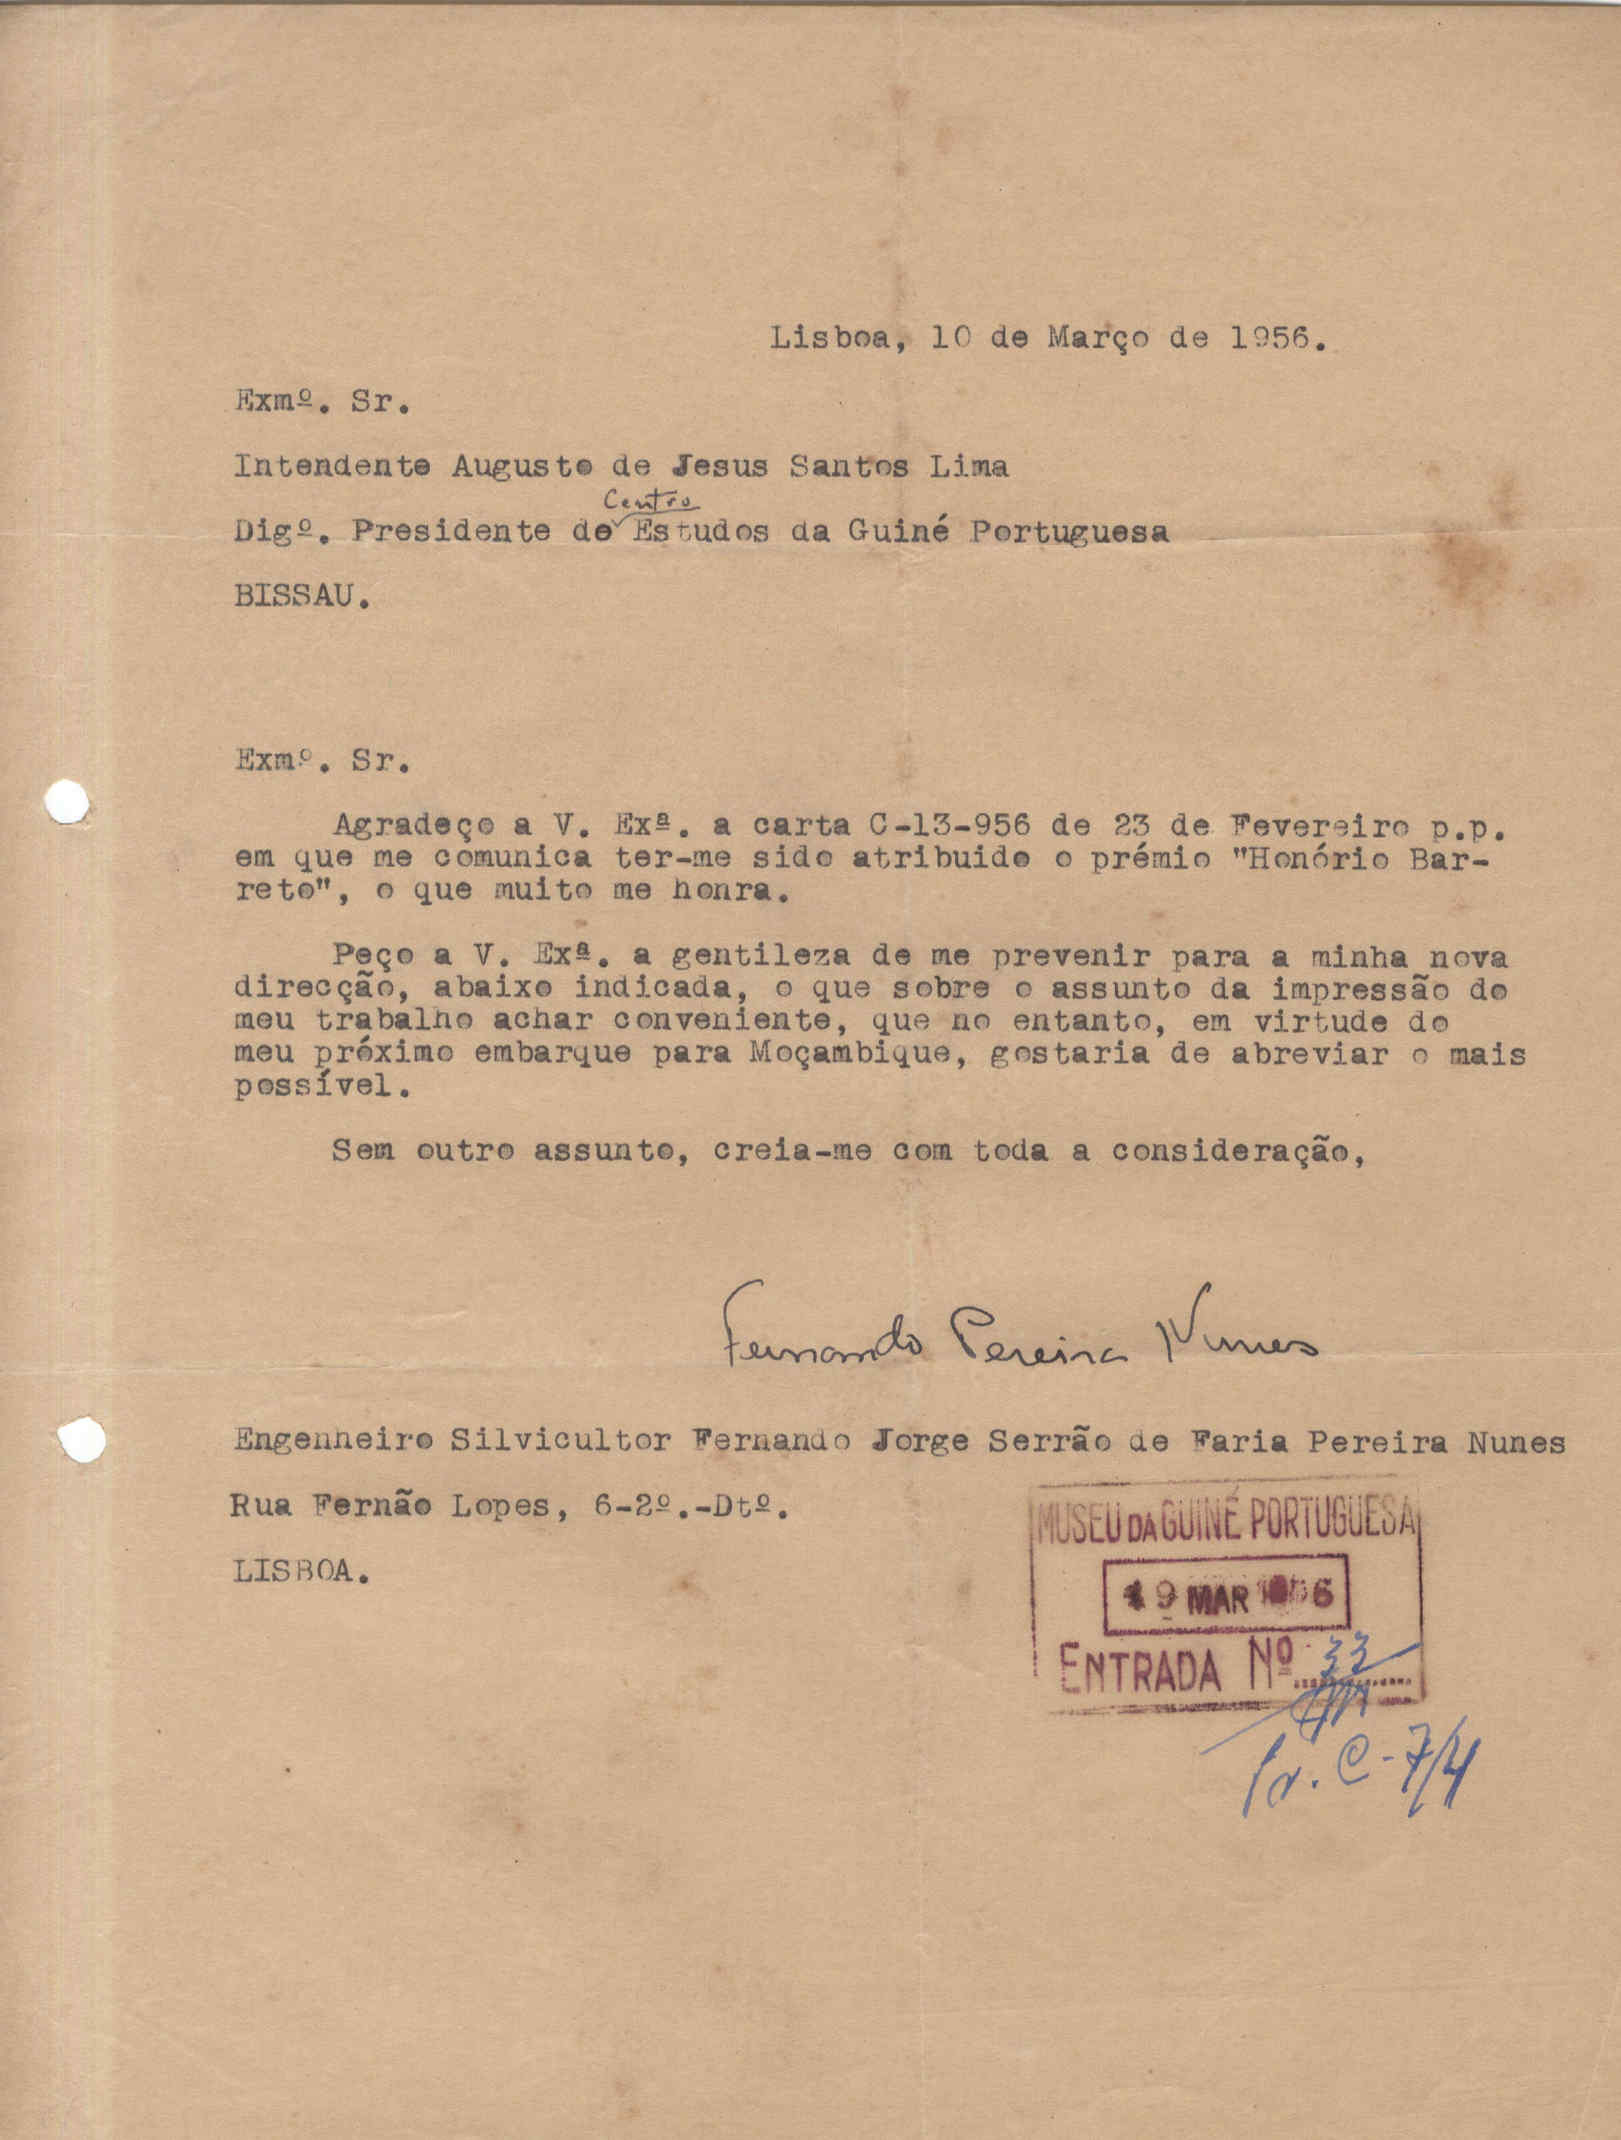 Lisboa, 10 de Março de 1956.
Exmº. Sr.
Intendente Augusto de Jesus Santos Lima
Centro
Digº. Presidente de Estudos da Guiné Portuguesa
BISSAU.
Exmº. Sr.
Agradeço a V. Exª. a carta C-13-956 de 23 de Fevereiro p.p.
em que me comunica ter-me sido atribuido o prémio "Honório Bar-
reto", o que muito me honra.
Peço a V. Exª. a gentileza de me prevenir para a minha nova
direcção, abaixo indicada, o que sobre o assunto da impressão do
meu trabalho achar conveniente, que no entanto, em virtude do
meu próximo embarque para Moçambique, gostaria de abreviar o mais
possível.
Sem outro assunto, creia-me com toda a consideração,
Fernando Pereira Nunes
Engenheiro Silvicultor Fernando Jorge Serrão de Faria Pereira Nunes
Rua Fernão Lopes, 6-2º.-Dtº.
LISBOA.
MUSEU DA GUINÉ PORTUGUESA
19 MAR 1956
ENTRADA Nº 33
C-7/4